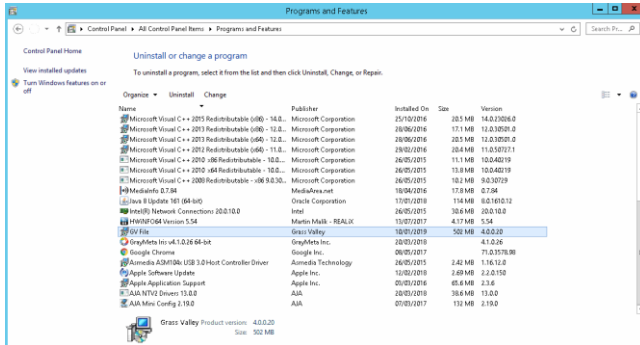 Programs and Features
Control Panel › All Control Panel Items › Programs and Features
Search Pr...
Control Panel Home
View installed updates
Turn Windows features on or off
Uninstall or change a program
To uninstall a program, select it from the list and then click Uninstall, Change, or Repair.
Organize Uninstall Change
Name Publisher Installed On Size Version
Microsoft Visual C++ 2015 Redistributable (x86) - 14.0... Microsoft Corporation 25/10/2016 20.5 MB 14.0.23026.0
Microsoft Visual C++ 2013 Redistributable (x86) - 12.0... Microsoft Corporation 28/06/2016 17.1 MB 12.0.30501.0
Microsoft Visual C++ 2013 Redistributable (x64) - 12.0... Microsoft Corporation 28/06/2016 20.5 MB 12.0.30501.0
Microsoft Visual C++ 2012 Redistributable (x64) - 11.0... Microsoft Corporation 29/02/2016 20.4 MB 11.0.50727.1
Microsoft Visual C++ 2010 x86 Redistributable - 10.0... Microsoft Corporation 26/05/2015 11.1 MB 10.0.40219
Microsoft Visual C++ 2010 x64 Redistributable - 10.0... Microsoft Corporation 26/05/2015 13.8 MB 10.0.40219
Microsoft Visual C++ 2008 Redistributable - x86 9.0.30... Microsoft Corporation 26/05/2015 10.2 MB 9.0.30729
MediaInfo 0.7.84 MediaArea.net 18/04/2016 17.8 MB 0.7.84
Java 8 Update 161 (64-bit) Oracle Corporation 17/01/2018 114 MB 8.0.1610.12
Intel(R) Network Connections 20.0.10.0 Intel 26/05/2015 30.6 MB 20.0.10.0
HWiNFO64 Version 5.54 Martin Malik - REALiX 13/07/2017 4.17 MB 5.54
GV File Grass Valley 10/01/2019 502 MB 4.0.0.20
GrayMeta Iris v4.1.0.26 64-bit GrayMeta Inc. 20/03/2018 4.1.0.26
Google Chrome Google Inc. 71.0.3578.98
Asmedia ASM104x USB 3.0 Host Controller Driver Asmedia Technology 26/05/2015 2.42 MB 1.16.12.0
Apple Software Update Apple Inc. 12/02/2018 2.69 MB 2.2.0.150
Apple Application Support Apple Inc. 65.6 MB 2.3.6
AJA NTV2 Drivers 13.0.0 AJA 20/03/2018 38.6 MB 13.0.0
AJA Mini Config 2.19.0 AJA 07/03/2017 132 MB 2.19.0
Grass Valley Product version: 4.0.0.20
Size: 502 MB